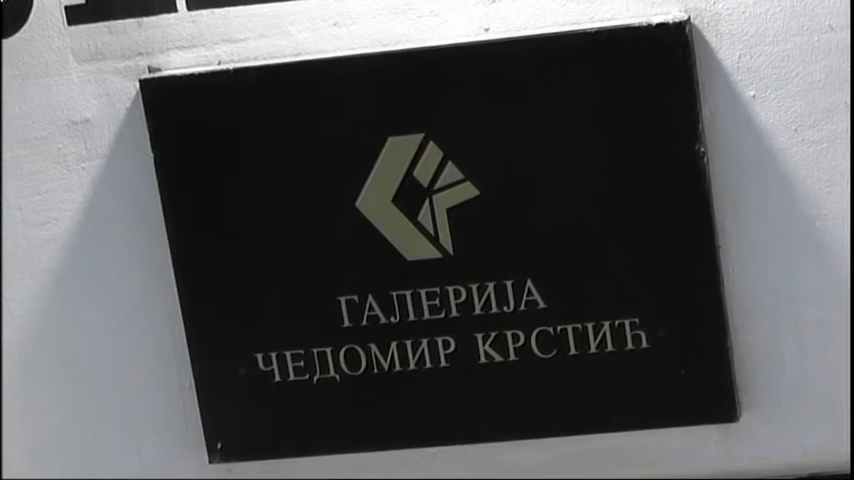 ГАЛЕРИЈА
ЧЕДОМИР КРСТИЋ